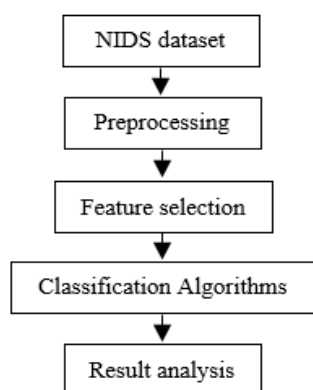 NIDS dataset
Preprocessing
Feature selection
Classification Algorithms
Result analysis